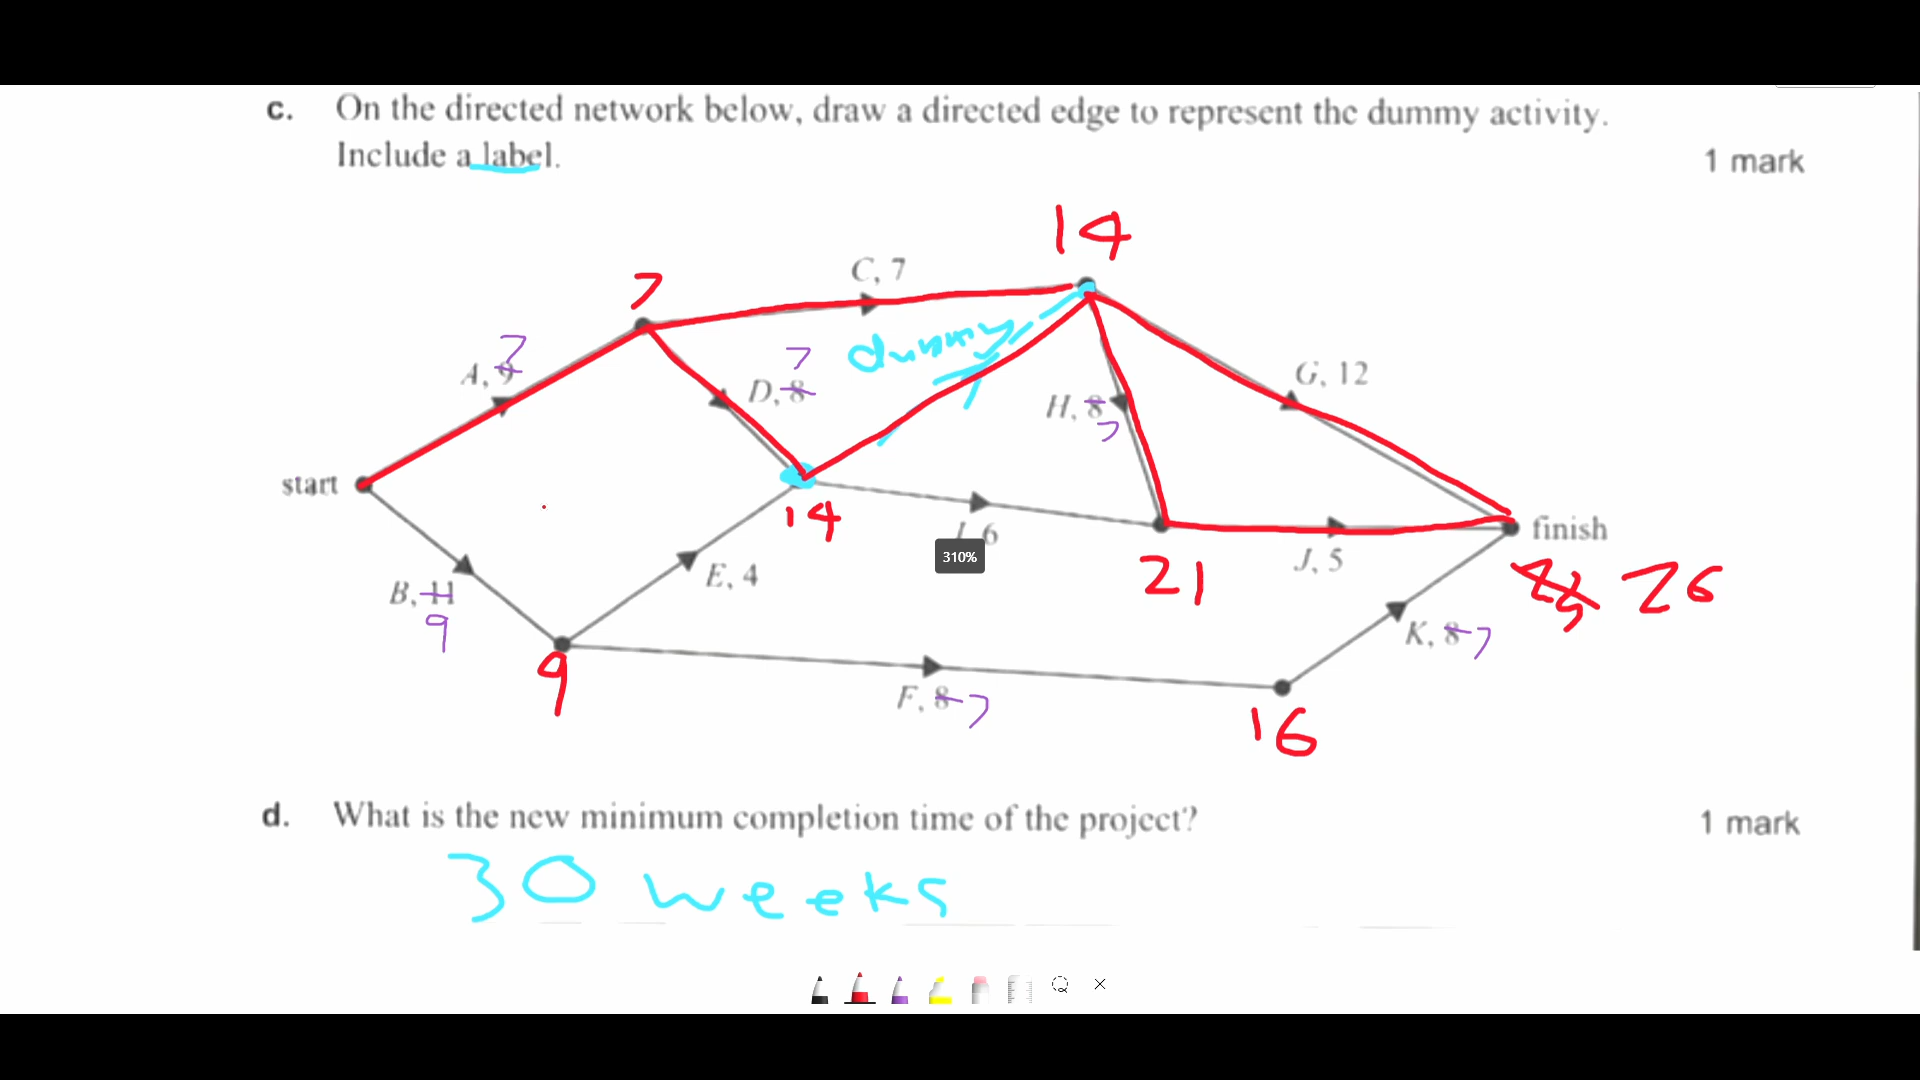 c. On the directed network below, draw a directed edge to represent the dummy activity.
Include a label.
1 mark
14
C, 7
7
dummy
7
A, 9
7
D, 8
G, 12
H, 8
7
start
14
6
310%
finish
21
J, 5
26
E, 4
B, 11
9
K, 8 7
9
F, 8 7
16
d. What is the new minimum completion time of the project?
1 mark
30 weeks